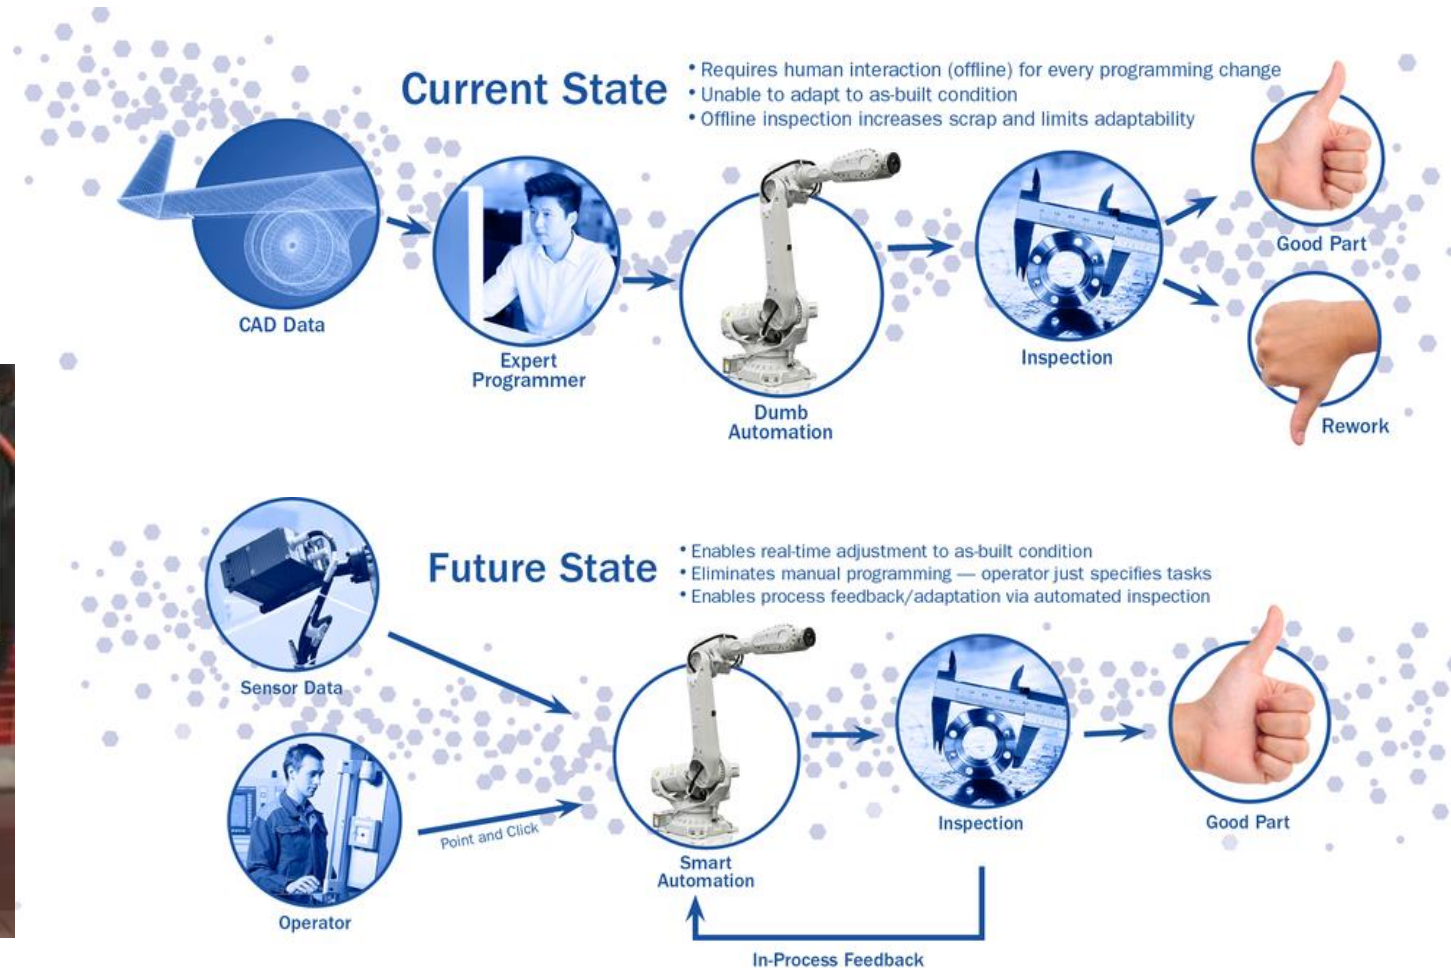 Current State
• Requires human interaction (offline) for every programming change
• Unable to adapt to as-built condition
• Offline inspection increases scrap and limits adaptability
CAD Data
Expert
Programmer
Dumb
Automation
Inspection
Good Part
Rework
Future State
• Enables real-time adjustment to as-built condition
• Eliminates manual programming — operator just specifies tasks
• Enables process feedback/adaptation via automated inspection
Sensor Data
Point and Click
Operator
Smart
Automation
Inspection
Good Part
In-Process Feedback